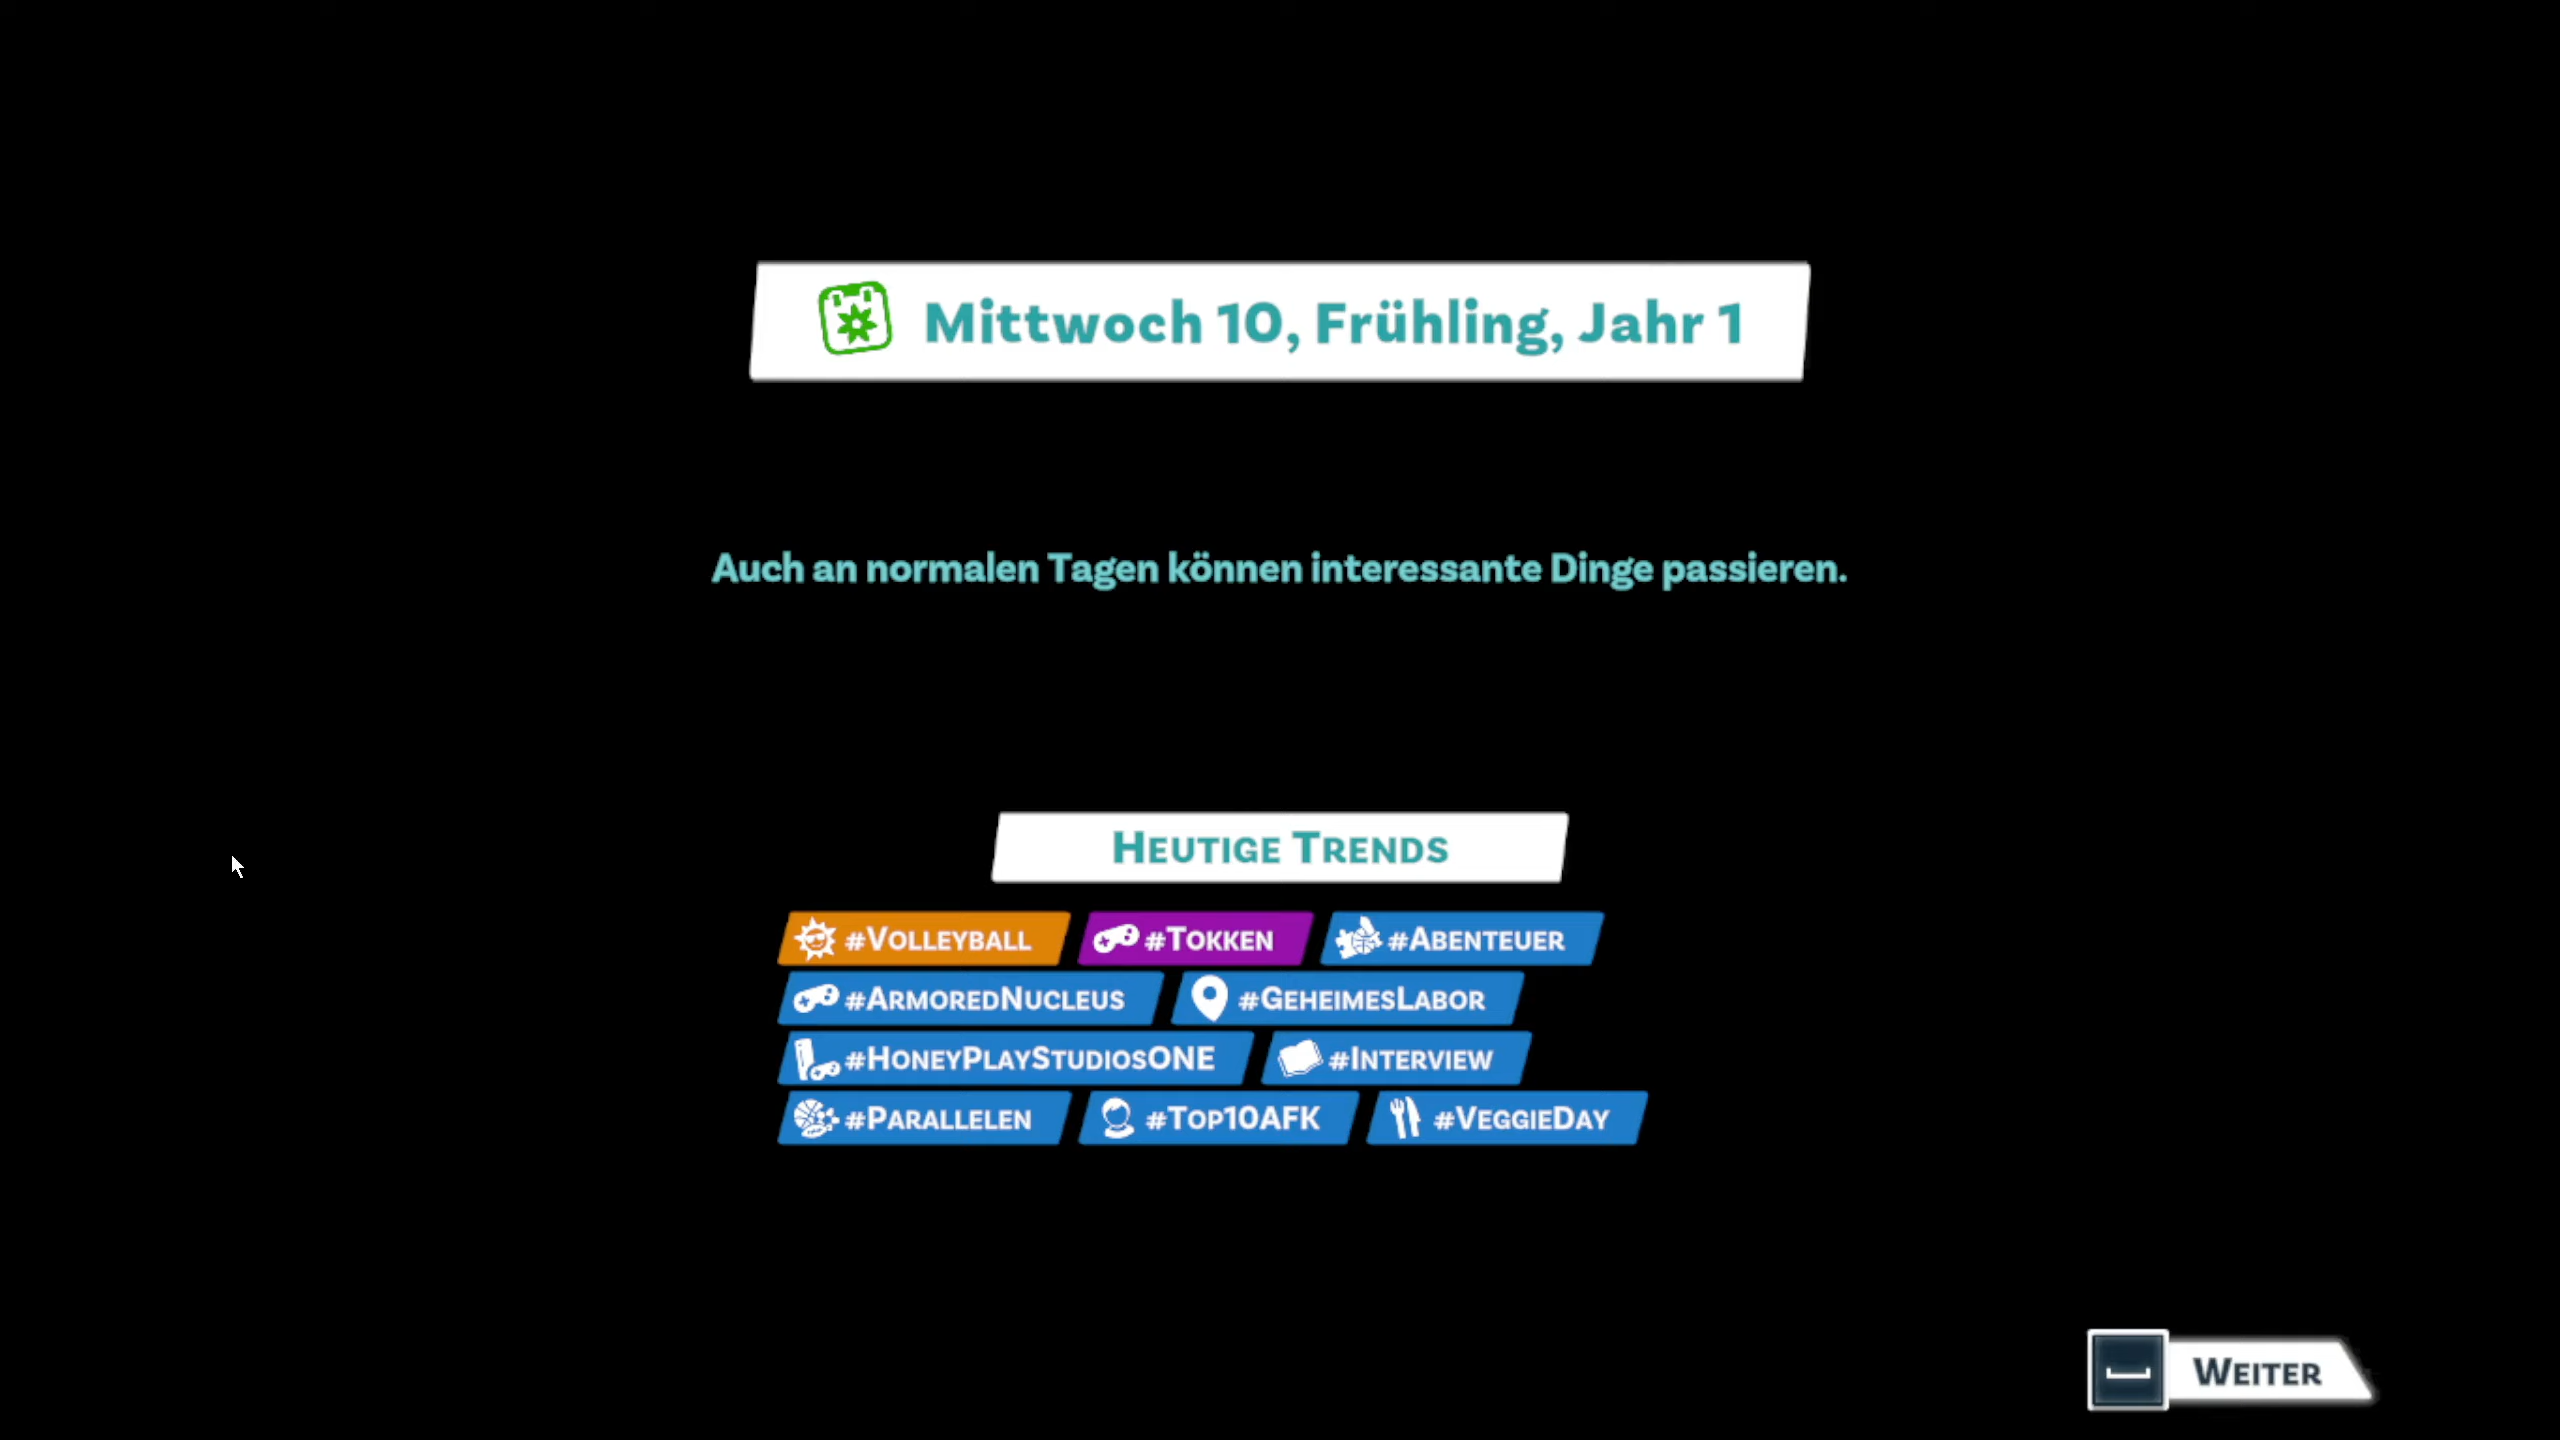 Mittwoch 10, Frühling, Jahr 1
Auch an normalen Tagen können interessante Dinge passieren.
Heutige Trends
#Volleyball #Tokken #Abenteuer
#ArmoredNucleus #GeheimesLabor
#HoneyPlayStudiosONE #Interview
#Parallelen #Top10AFK #VeggieDay
Weiter